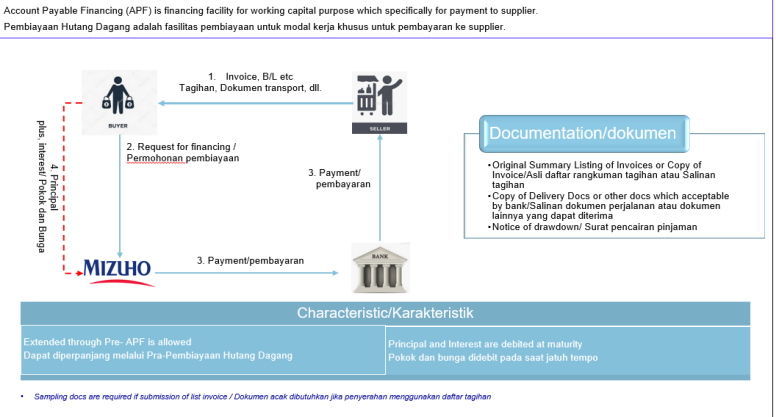 Account Payable Financing (APF) is financing facility for working capital purpose which specifically for payment to supplier.
Pembiayaan Hutang Dagang adalah fasilitas pembiayaan untuk modal kerja khusus untuk pembayaran ke supplier.
1. Invoice, B/L etc
Tagihan, Dokumen transport, dll.
BUYER
SELLER
2. Request for financing /
Permohonan pembiayaan
3. Payment/
pembayaran
4. Principal
plus, interest/ Pokok dan Bunga
MIZUHO
3. Payment/pembayaran
BANK
Documentation/dokumen
•Original Summary Listing of Invoices or Copy of
Invoice/Asli daftar rangkuman tagihan atau Salinan
tagihan
•Copy of Delivery Docs or other docs which acceptable
by bank/Salinan dokumen perjalanan atau dokumen
lainnya yang dapat diterima
•Notice of drawdown/ Surat pencairan pinjaman
Characteristic/Karakteristik
Extended through Pre- APF is allowed
Dapat diperpanjang melalui Pra-Pembiayaan Hutang Dagang
Principal and Interest are debited at maturity
Pokok dan bunga didebit pada saat jatuh tempo
• Sampling docs are required if submission of list invoice / Dokumen acak dibutuhkan jika penyerahan menggunakan daftar tagihan